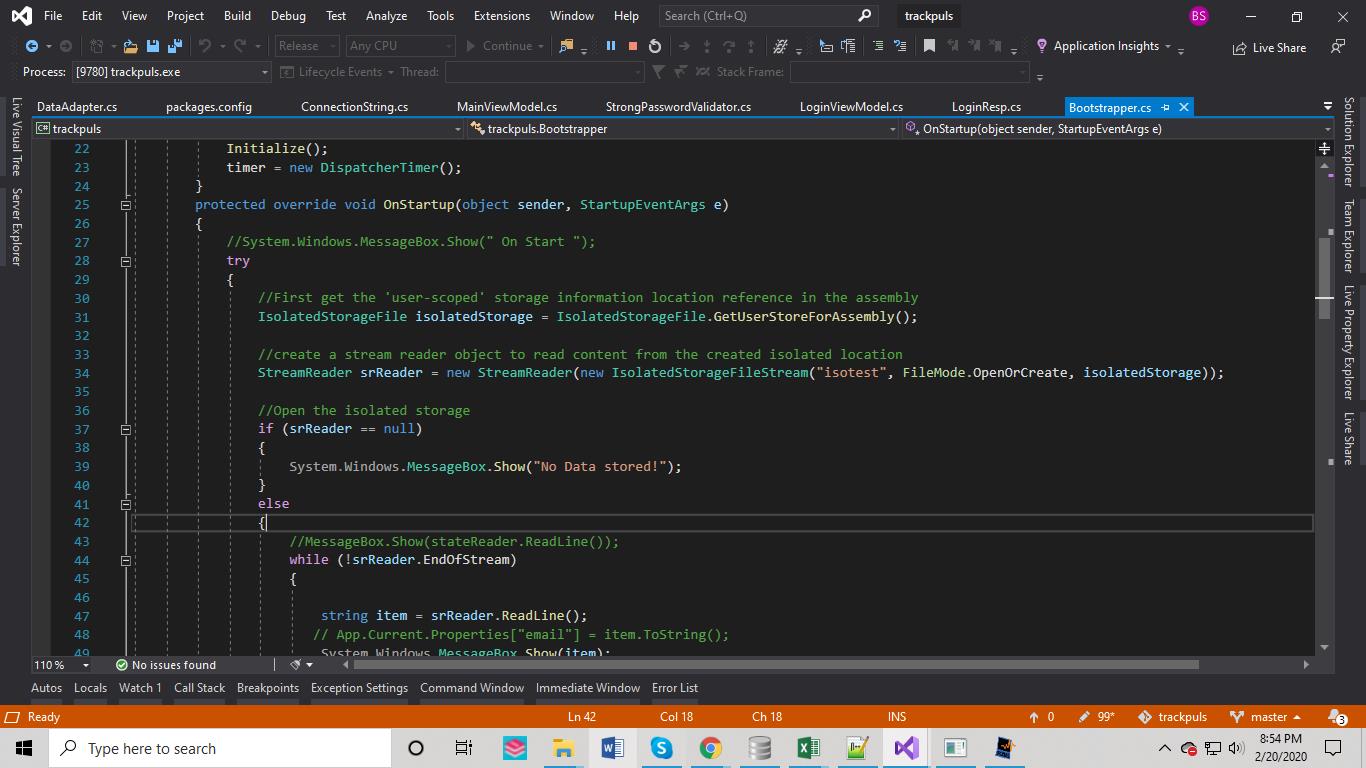 File Edit View Project Build Debug Test Analyze Tools Extensions Window Help Search (Ctrl+Q) trackpuls BS
Release Any CPU Continue Application Insights Live Share
Process: [9780] trackpuls.exe Lifecycle Events Thread: Stack Frame:
Live Visual Tree
Server Explorer
DataAdapter.cs packages.config ConnectionString.cs MainViewModel.cs StrongPasswordValidator.cs LoginViewModel.cs LoginResp.cs Bootstrapper.cs
C# trackpuls trackpuls.Bootstrapper OnStartup(object sender, StartupEventArgs e)
22 Initialize();
23 timer = new DispatcherTimer();
24 }
25 protected override void OnStartup(object sender, StartupEventArgs e)
26 {
27 //System.Windows.MessageBox.Show(" On Start ");
28 try
29 {
30 //First get the 'user-scoped' storage information location reference in the assembly
31 IsolatedStorageFile isolatedStorage = IsolatedStorageFile.GetUserStoreForAssembly();
32
33 //create a stream reader object to read content from the created isolated location
34 StreamReader srReader = new StreamReader(new IsolatedStorageFileStream("isotest", FileMode.OpenOrCreate, isolatedStorage));
35
36 //Open the isolated storage
37 if (srReader == null)
38 {
39 System.Windows.MessageBox.Show("No Data stored!");
40 }
41 else
42 {
43 //MessageBox.Show(stateReader.ReadLine());
44 while (!srReader.EndOfStream)
45 {
46
47 string item = srReader.ReadLine();
48 // App.Current.Properties["email"] = item.ToString();
49 System.Windows.MessageBox.Show(item);
Solution Explorer
Team Explorer
Live Property Explorer
Live Share
110 % No issues found
Autos Locals Watch 1 Call Stack Breakpoints Exception Settings Command Window Immediate Window Error List
Ready Ln 42 Col 18 Ch 18 INS 0 99* trackpuls master 3
Type here to search
8:54 PM
2/20/2020